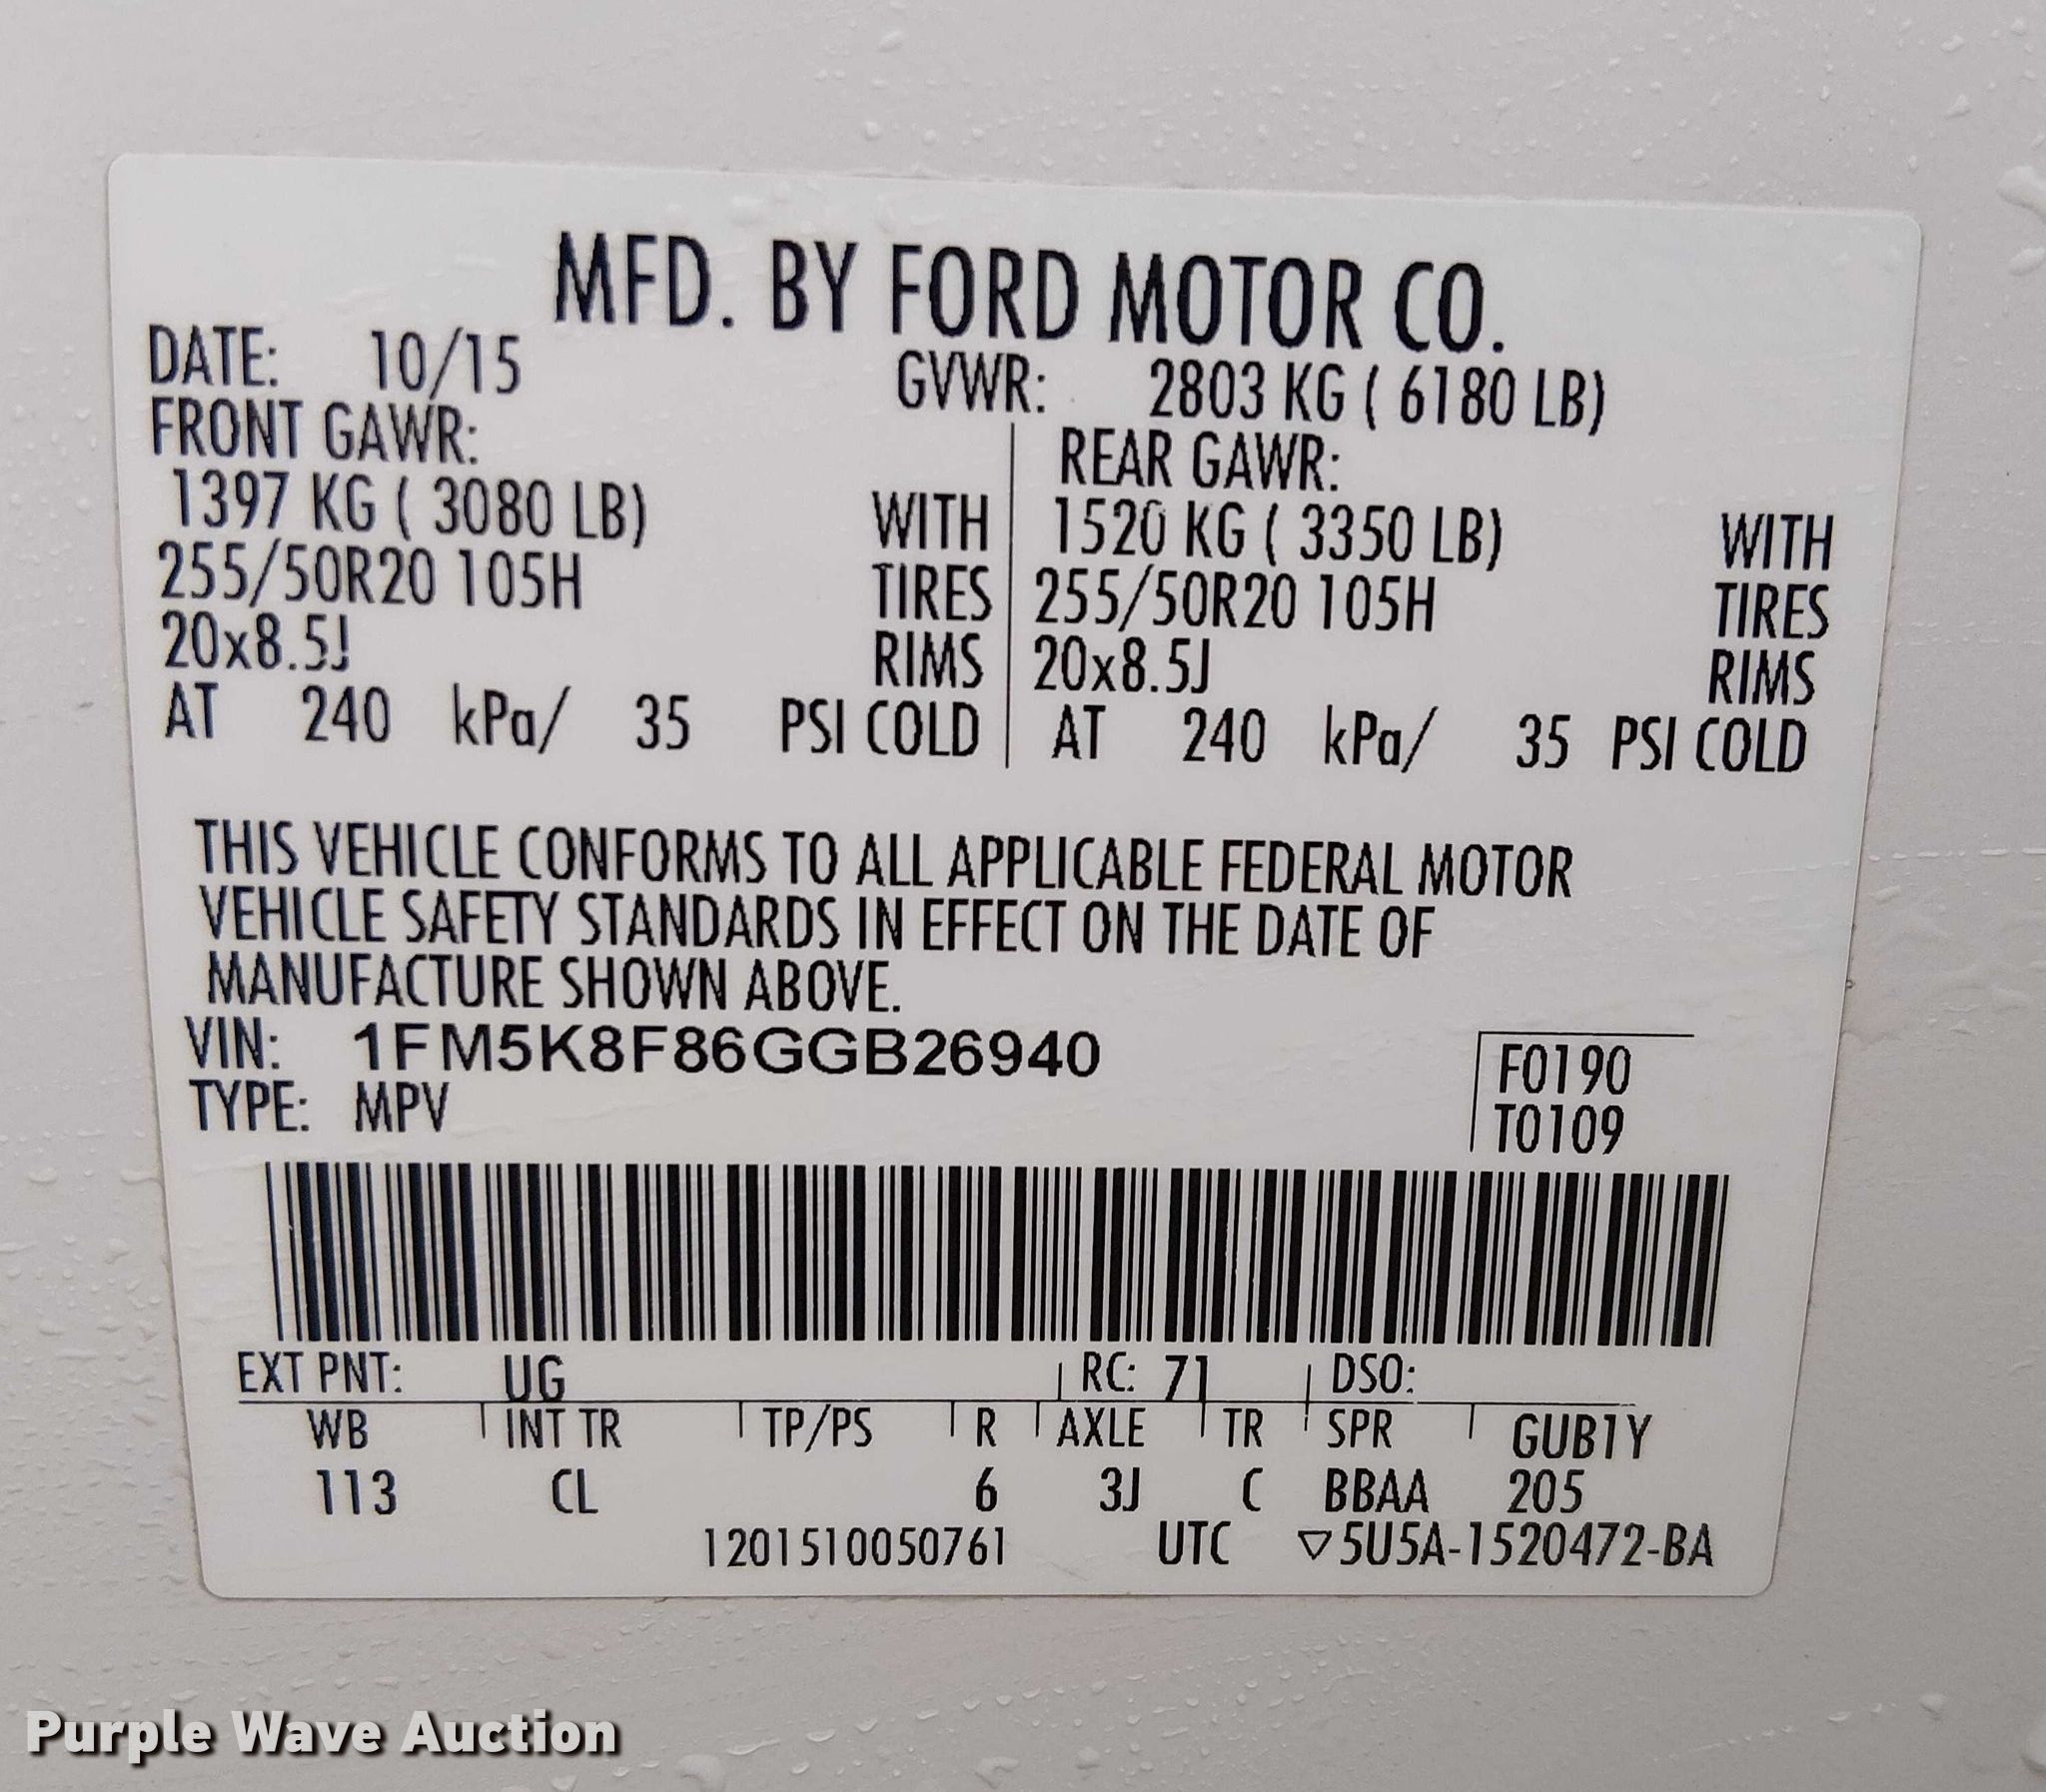 MFD. BY FORD MOTOR CO.
DATE: 10/15 GVWR: 2803 KG ( 6180 LB)
FRONT GAWR: REAR GAWR:
1397 KG ( 3080 LB) WITH 1520 KG ( 3350 LB) WITH
255/50R20 105H TIRES 255/50R20 105H TIRES
20x8.5J RIMS 20x8.5J RIMS
AT 240 kPa/ 35 PSI COLD AT 240 kPa/ 35 PSI COLD
THIS VEHICLE CONFORMS TO ALL APPLICABLE FEDERAL MOTOR
VEHICLE SAFETY STANDARDS IN EFFECT ON THE DATE OF
MANUFACTURE SHOWN ABOVE.
VIN: 1FM5K8F86GGB26940 F0190
TYPE: MPV T0109
EXT PNT: UG RC: 71 DSO:
WB INT TR TP/PS R AXLE TR SPR GUB1Y
113 CL 6 3J C BBAA 205
1201510050761 UTC ▽5U5A-1520472-BA
Purple Wave Auction